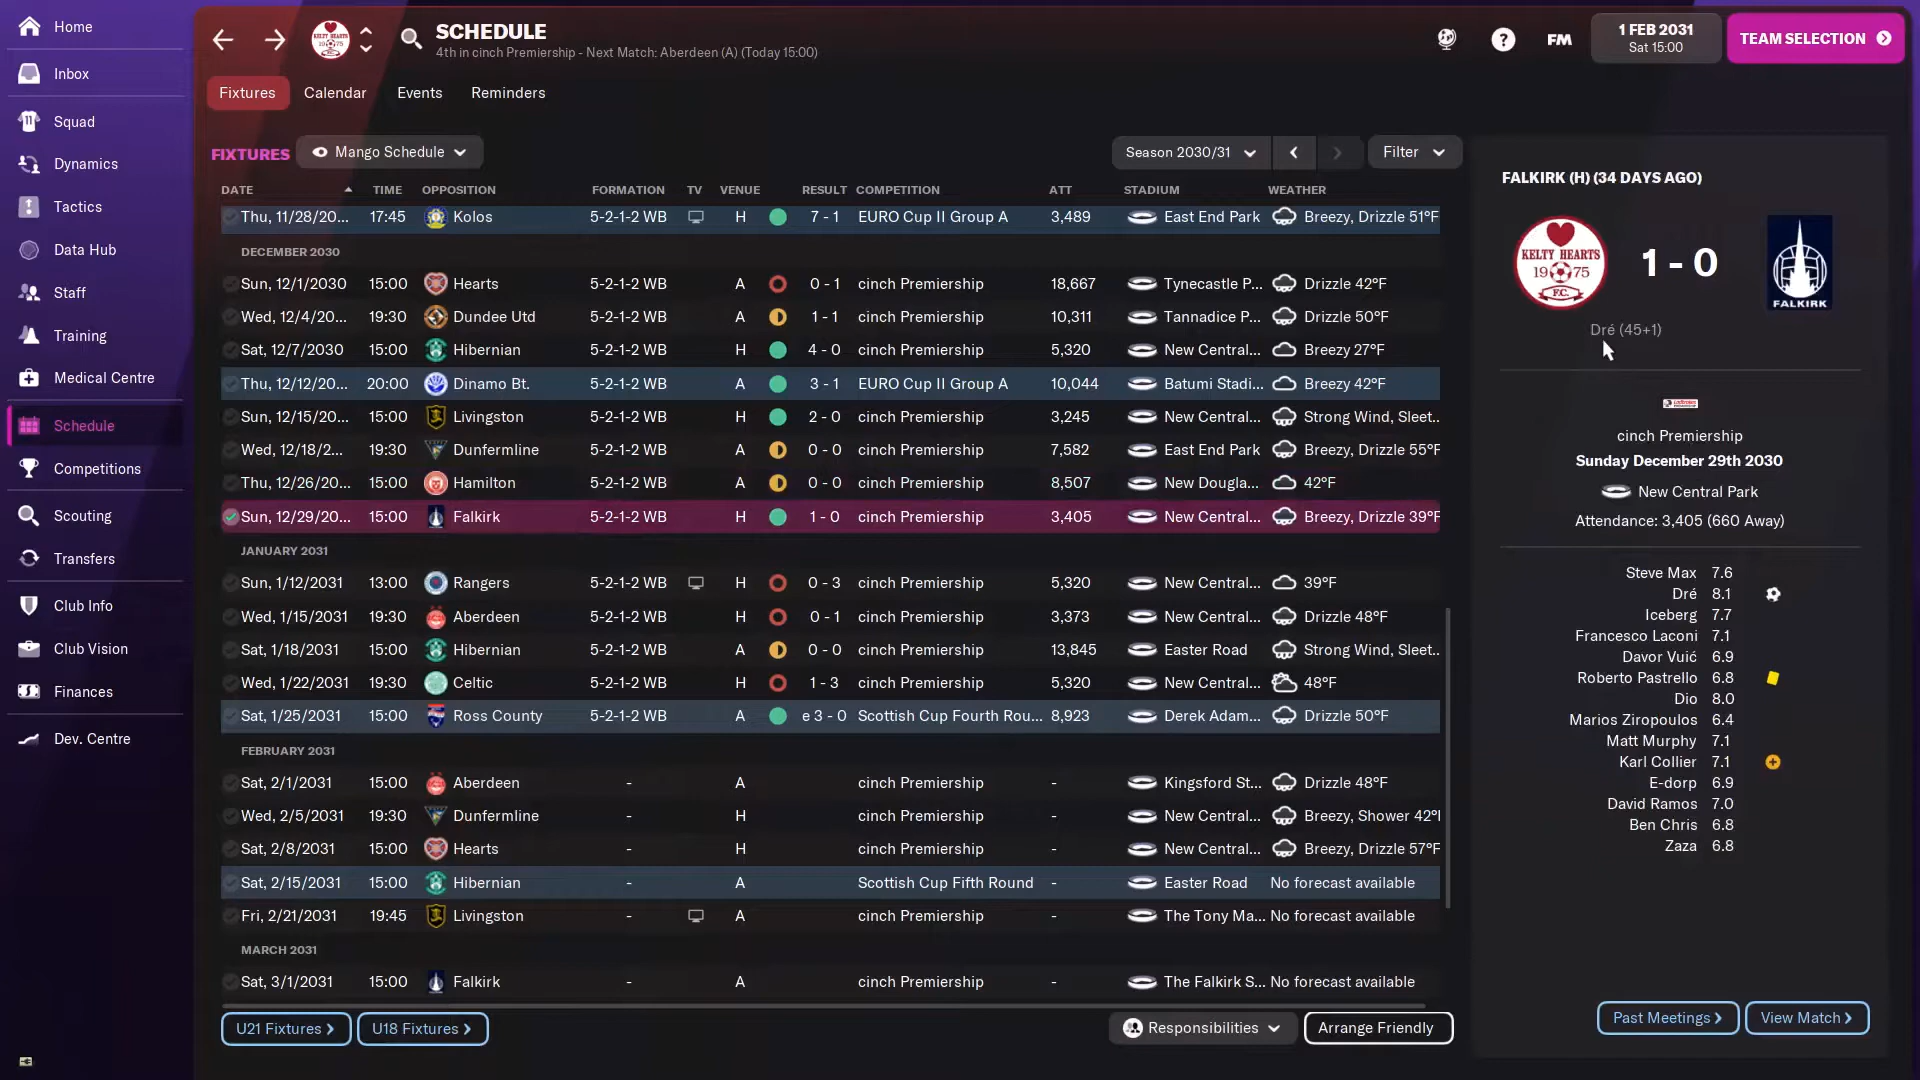 Home
Inbox
Squad
Dynamics
Tactics
Data Hub
Staff
Training
Medical Centre
Schedule
Competitions
Scouting
Transfers
Club Info
Club Vision
Finances
Dev. Centre
KELTY HEARTS 1975
SCHEDULE
4th in cinch Premiership - Next Match: Aberdeen (A) (Today 15:00)
?
FM
1 FEB 2031
Sat 15:00
TEAM SELECTION
Fixtures Calendar Events Reminders
FIXTURES Mango Schedule Season 2030/31 Filter
DATE TIME OPPOSITION FORMATION TV VENUE RESULT COMPETITION ATT STADIUM WEATHER
Thu, 11/28/20... 17:45 Kolos 5-2-1-2 WB H 7 - 1 EURO Cup II Group A 3,489 East End Park Breezy, Drizzle 51°F
DECEMBER 2030
Sun, 12/1/2030 15:00 Hearts 5-2-1-2 WB A 0 - 1 cinch Premiership 18,667 Tynecastle P... Drizzle 42°F
Wed, 12/4/20... 19:30 Dundee Utd 5-2-1-2 WB A 1 - 1 cinch Premiership 10,311 Tannadice P... Drizzle 50°F
Sat, 12/7/2030 15:00 Hibernian 5-2-1-2 WB H 4 - 0 cinch Premiership 5,320 New Central... Breezy 27°F
Thu, 12/12/20... 20:00 Dinamo Bt. 5-2-1-2 WB A 3 - 1 EURO Cup II Group A 10,044 Batumi Stadi... Breezy 42°F
Sun, 12/15/20... 15:00 Livingston 5-2-1-2 WB H 2 - 0 cinch Premiership 3,245 New Central... Strong Wind, Sleet...
Wed, 12/18/2... 19:30 Dunfermline 5-2-1-2 WB A 0 - 0 cinch Premiership 7,582 East End Park Breezy, Drizzle 55°F
Thu, 12/26/20... 15:00 Hamilton 5-2-1-2 WB A 0 - 0 cinch Premiership 8,507 New Dougla... 42°F
Sun, 12/29/20... 15:00 Falkirk 5-2-1-2 WB H 1 - 0 cinch Premiership 3,405 New Central... Breezy, Drizzle 39°F
JANUARY 2031
Sun, 1/12/2031 13:00 Rangers 5-2-1-2 WB H 0 - 3 cinch Premiership 5,320 New Central... 39°F
Wed, 1/15/2031 19:30 Aberdeen 5-2-1-2 WB H 0 - 1 cinch Premiership 3,373 New Central... Drizzle 48°F
Sat, 1/18/2031 15:00 Hibernian 5-2-1-2 WB A 0 - 0 cinch Premiership 13,845 Easter Road Strong Wind, Sleet...
Wed, 1/22/2031 19:30 Celtic 5-2-1-2 WB H 1 - 3 cinch Premiership 5,320 New Central... 48°F
Sat, 1/25/2031 15:00 Ross County 5-2-1-2 WB A e 3 - 0 Scottish Cup Fourth Rou... 8,923 Derek Adam... Drizzle 50°F
FEBRUARY 2031
Sat, 2/1/2031 15:00 Aberdeen - A cinch Premiership - Kingsford St... Drizzle 48°F
Wed, 2/5/2031 19:30 Dunfermline - H cinch Premiership - New Central... Breezy, Shower 42°F
Sat, 2/8/2031 15:00 Hearts - H cinch Premiership - New Central... Breezy, Drizzle 57°F
Sat, 2/15/2031 15:00 Hibernian - A Scottish Cup Fifth Round - Easter Road No forecast available
Fri, 2/21/2031 19:45 Livingston - A cinch Premiership - The Tony Ma... No forecast available
MARCH 2031
Sat, 3/1/2031 15:00 Falkirk - A cinch Premiership - The Falkirk S... No forecast available
U21 Fixtures U18 Fixtures Responsibilities Arrange Friendly
FALKIRK (H) (34 DAYS AGO)
KELTY HEARTS
1975
F.C.
1 - 0
FALKIRK
Dré (45+1)
cinch Premiership
Sunday December 29th 2030
New Central Park
Attendance: 3,405 (660 Away)
Steve Max 7.6
Dré 8.1
Iceberg 7.7
Francesco Laconi 7.1
Davor Vuić 6.9
Roberto Pastrello 6.8
Dio 8.0
Marios Ziropoulos 6.4
Matt Murphy 7.1
Karl Collier 7.1
E-dorp 6.9
David Ramos 7.0
Ben Chris 6.8
Zaza 6.8
Past Meetings View Match